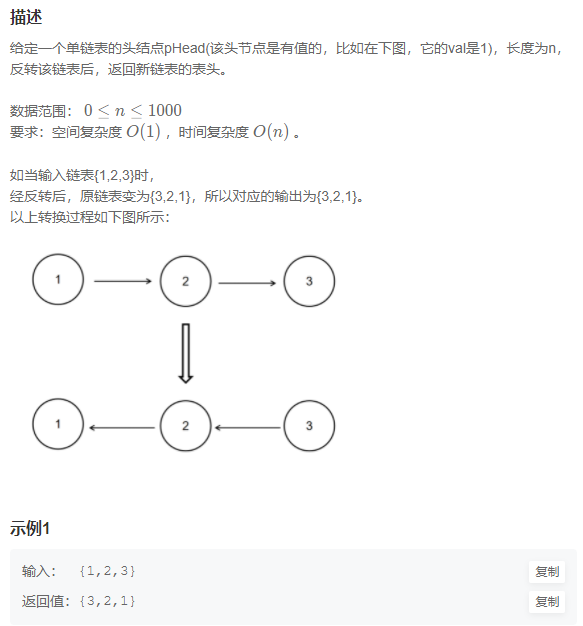 描述
给定一个单链表的头结点pHead(该头节点是有值的，比如在下图，它的val是1)，长度为n，
反转该链表后，返回新链表的表头。
数据范围： 0 ≤ n ≤ 1000
要求：空间复杂度 O(1) ，时间复杂度 O(n) 。
如当输入链表{1,2,3}时，
经反转后，原链表变为{3,2,1}，所以对应的输出为{3,2,1}。
以上转换过程如下图所示：
1 2 3
1 2 3
示例1
输入： {1,2,3} 复制
返回值：{3,2,1} 复制